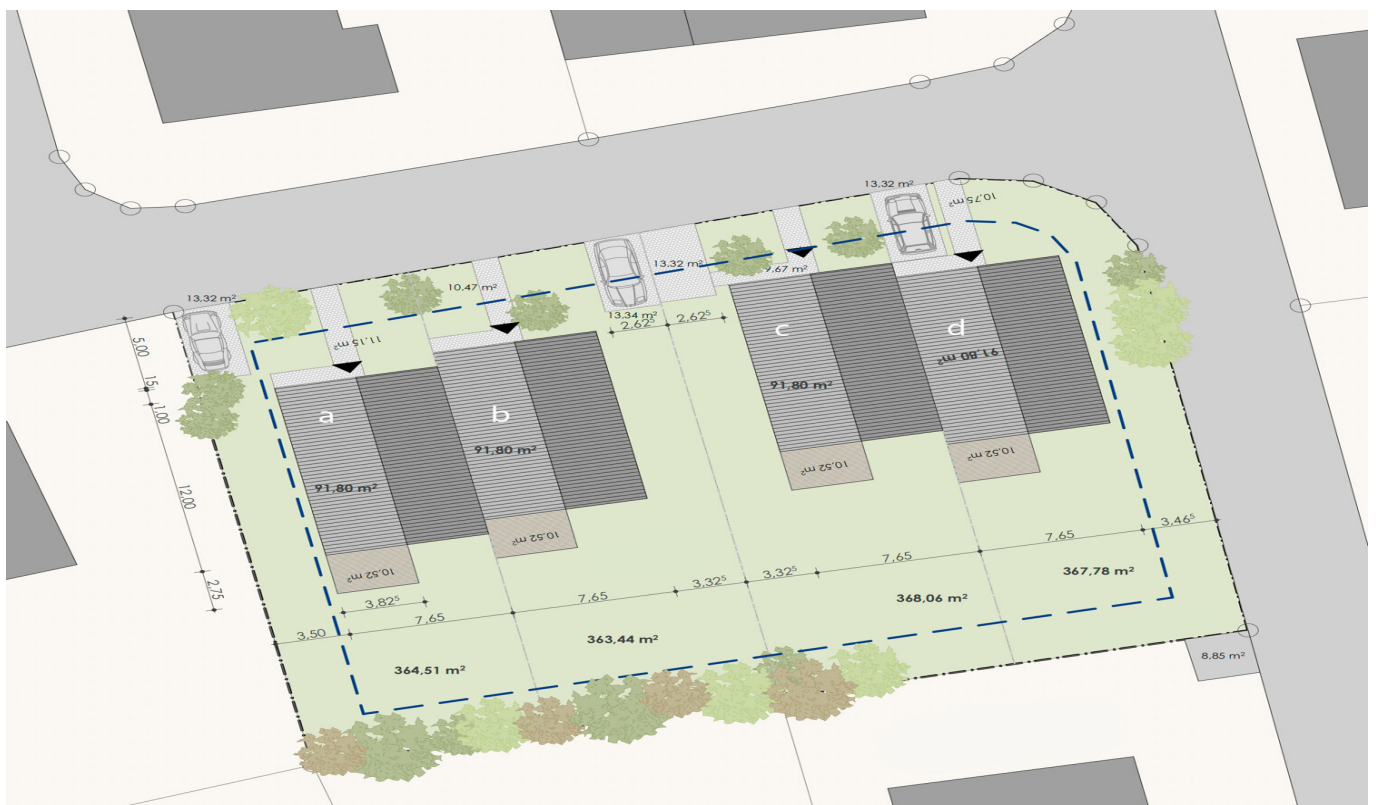 13,32 m²
10,75 m²
13,32 m²
9,67 m²
10,47 m²
13,32 m²
13,34 m²
2,62⁵
2,62⁵
11,15 m²
5,00
15
1,00
12,00
2,75
a
b
c
d
91,80 m²
91,80 m²
91,80 m²
91,80 m²
10,52 m²
10,52 m²
10,52 m²
10,52 m²
3,50
3,82⁵
7,65
7,65
3,32⁵
3,32⁵
7,65
7,65
3,46⁵
364,51 m²
363,44 m²
368,06 m²
367,78 m²
8,85 m²